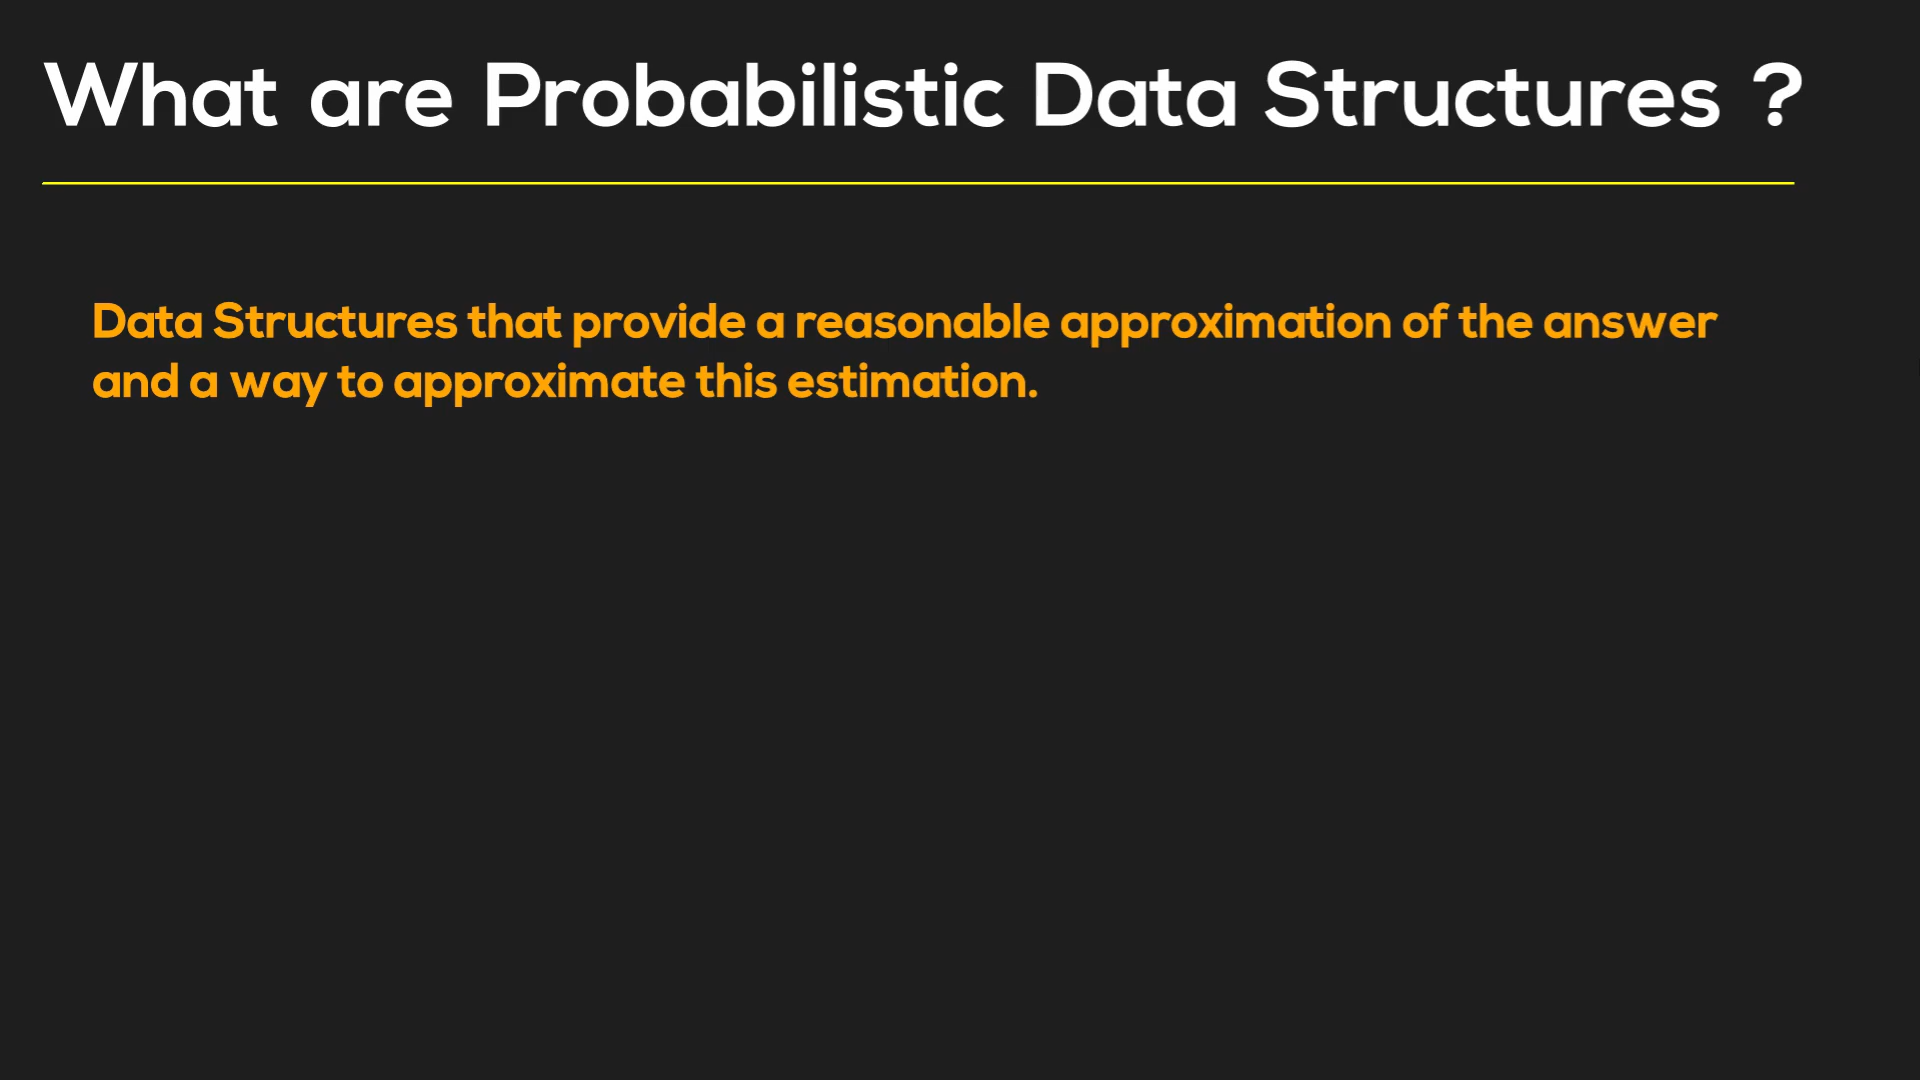 What are Probabilistic Data Structures ?
Data Structures that provide a reasonable approximation of the answer
and a way to approximate this estimation.